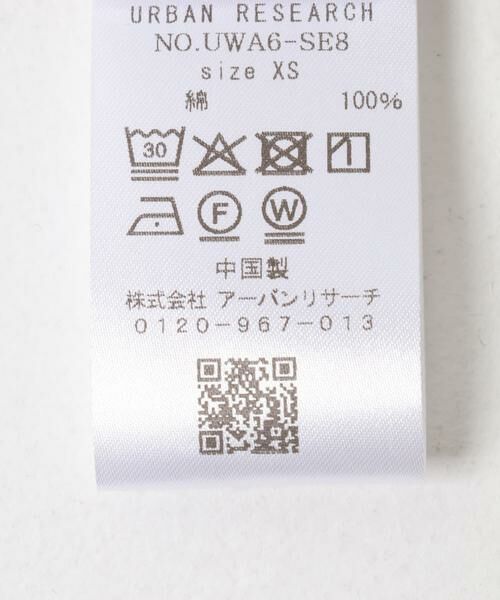 URBAN RESEARCH
NO.UWA6-SE8
size XS
綿 100%
30
F W
中国製
株式会社 アーバンリサーチ
0120-967-013